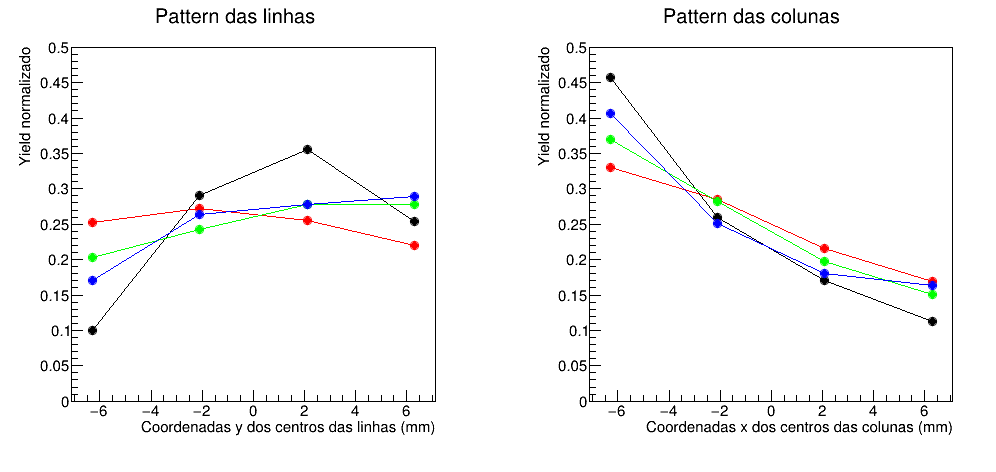 Pattern das linhas
Yield normalizado
0.5
0.45
0.4
0.35
0.3
0.25
0.2
0.15
0.1
0.05
0
−6 −4 −2 0 2 4 6
Coordenadas y dos centros das linhas (mm)
Pattern das colunas
Yield normalizado
0.5
0.45
0.4
0.35
0.3
0.25
0.2
0.15
0.1
0.05
0
−6 −4 −2 0 2 4 6
Coordenadas x dos centros das colunas (mm)